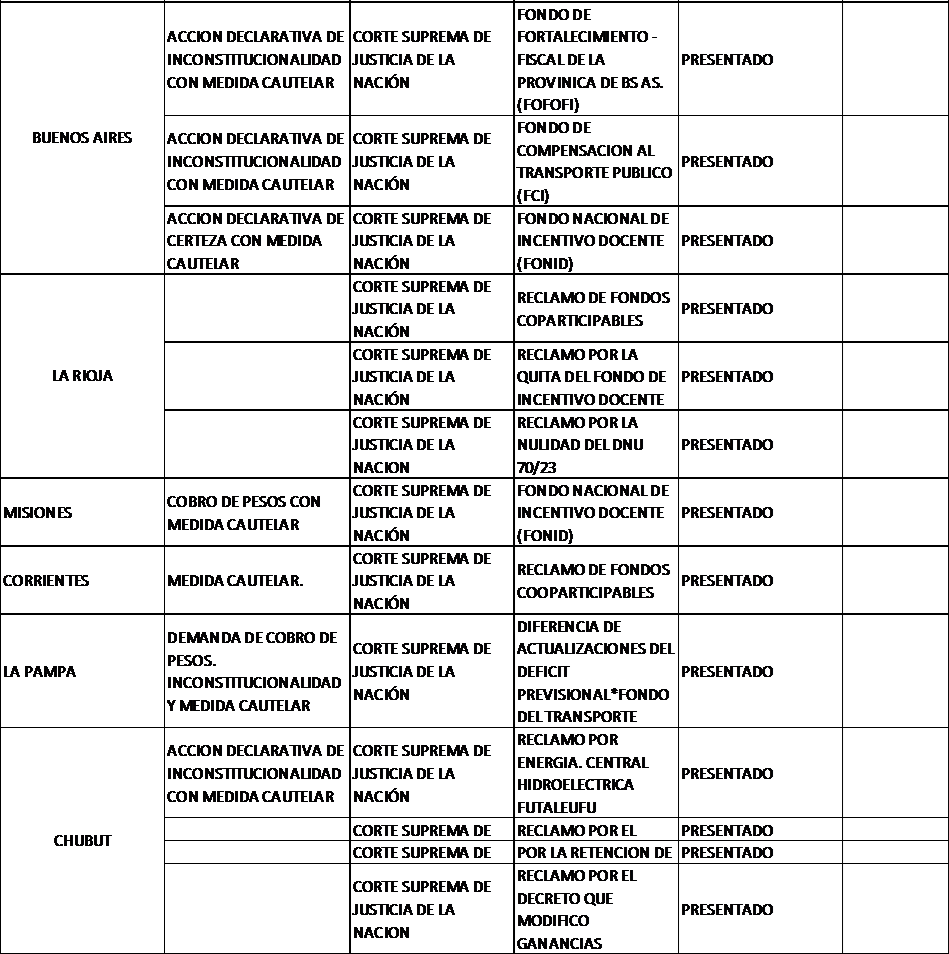 BUENOS AIRES
ACCION DECLARATIVA DE
INCONSTITUCIONALIDAD
CON MEDIDA CAUTELAR
CORTE SUPREMA DE
JUSTICIA DE LA
NACIÓN
FONDO DE
FORTALECIMIENTO -
FISCAL DE LA
PROVINICA DE BS AS.
(FOFOFI)
PRESENTADO
ACCION DECLARATIVA DE
INCONSTITUCIONALIDAD
CON MEDIDA CAUTELAR
CORTE SUPREMA DE
JUSTICIA DE LA
NACIÓN
FONDO DE
COMPENSACION AL
TRANSPORTE PUBLICO
(FCI)
PRESENTADO
ACCION DECLARATIVA DE
CERTEZA CON MEDIDA
CAUTELAR
CORTE SUPREMA DE
JUSTICIA DE LA
NACIÓN
FONDO NACIONAL DE
INCENTIVO DOCENTE
(FONID)
PRESENTADO
LA RIOJA
CORTE SUPREMA DE
JUSTICIA DE LA
NACIÓN
RECLAMO DE FONDOS
COPARTICIPABLES
PRESENTADO
CORTE SUPREMA DE
JUSTICIA DE LA
NACIÓN
RECLAMO POR LA
QUITA DEL FONDO DE
INCENTIVO DOCENTE
PRESENTADO
CORTE SUPREMA DE
JUSTICIA DE LA
NACION
RECLAMO POR LA
NULIDAD DEL DNU
70/23
PRESENTADO
MISIONES
COBRO DE PESOS CON
MEDIDA CAUTELAR
CORTE SUPREMA DE
JUSTICIA DE LA
NACIÓN
FONDO NACIONAL DE
INCENTIVO DOCENTE
(FONID)
PRESENTADO
CORRIENTES
MEDIDA CAUTELAR.
CORTE SUPREMA DE
JUSTICIA DE LA
NACIÓN
RECLAMO DE FONDOS
COOPARTICIPABLES
PRESENTADO
LA PAMPA
DEMANDA DE COBRO DE
PESOS.
INCONSTITUCIONALIDAD
Y MEDIDA CAUTELAR
CORTE SUPREMA DE
JUSTICIA DE LA
NACIÓN
DIFERENCIA DE
ACTUALIZACIONES DEL
DEFICIT
PREVISIONAL*FONDO
DEL TRANSPORTE
PRESENTADO
CHUBUT
ACCION DECLARATIVA DE
INCONSTITUCIONALIDAD
CON MEDIDA CAUTELAR
CORTE SUPREMA DE
JUSTICIA DE LA
NACIÓN
RECLAMO POR
ENERGIA. CENTRAL
HIDROELECTRICA
FUTALEUFU
PRESENTADO
CORTE SUPREMA DE
RECLAMO POR EL
PRESENTADO
CORTE SUPREMA DE
POR LA RETENCION DE
PRESENTADO
CORTE SUPREMA DE
JUSTICIA DE LA
NACION
RECLAMO POR EL
DECRETO QUE
MODIFICO
GANANCIAS
PRESENTADO